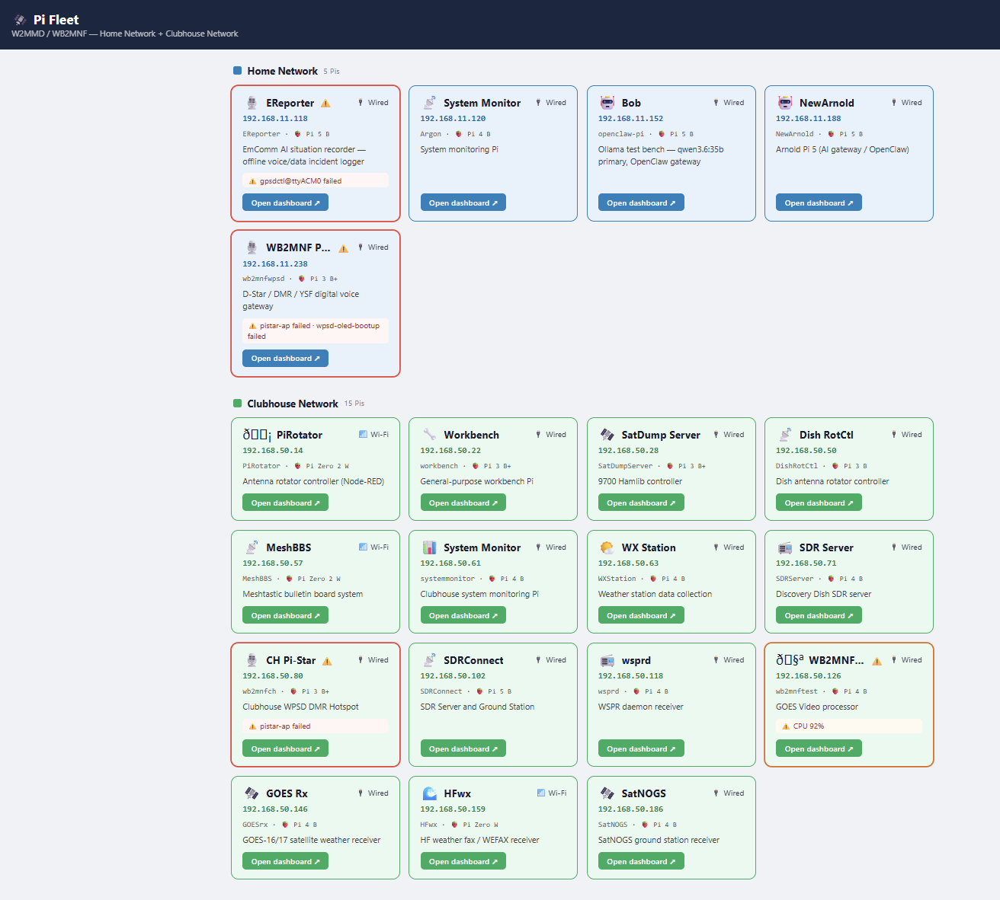 Pi Fleet
W2MMD / WB2MNF — Home Network + Clubhouse Network
Home Network 5 Pis
EReporter Wired
192.168.11.118
EReporter · Pi 5 B
EmComm AI situation recorder —
offline voice/data incident logger
gpsdctl@ttyACM0 failed
Open dashboard ↗
System Monitor Wired
192.168.11.120
Argon · Pi 4 B
System monitoring Pi
Open dashboard ↗
Bob Wired
192.168.11.152
openclaw-pi · Pi 5 B
Ollama test bench — qwen3.6:35b
primary, OpenClaw gateway
Open dashboard ↗
NewArnold Wired
192.168.11.188
NewArnold · Pi 5 B
Arnold Pi 5 (AI gateway / OpenClaw)
Open dashboard ↗
WB2MNF P... Wired
192.168.11.238
wb2mnfwpsd · Pi 3 B+
D-Star / DMR / YSF digital voice
gateway
pistar-ap failed · wpsd-oled-bootup
failed
Open dashboard ↗
Clubhouse Network 15 Pis
ð▯▯¡ PiRotator Wi-Fi
192.168.50.14
PiRotator · Pi Zero 2 W
Antenna rotator controller (Node-RED)
Open dashboard ↗
Workbench Wired
192.168.50.22
workbench · Pi 3 B+
General-purpose workbench Pi
Open dashboard ↗
SatDump Server Wired
192.168.50.28
SatDumpServer · Pi 3 B+
9700 Hamlib controller
Open dashboard ↗
Dish RotCtl Wired
192.168.50.50
DishRotCtl · Pi 3 B
Dish antenna rotator controller
Open dashboard ↗
MeshBBS Wi-Fi
192.168.50.57
MeshBBS · Pi Zero 2 W
Meshtastic bulletin board system
Open dashboard ↗
System Monitor Wired
192.168.50.61
systemmonitor · Pi 4 B
Clubhouse system monitoring Pi
Open dashboard ↗
WX Station Wired
192.168.50.63
WXStation · Pi 4 B
Weather station data collection
Open dashboard ↗
SDR Server Wired
192.168.50.71
SDRServer · Pi 4 B
Discovery Dish SDR server
Open dashboard ↗
CH Pi-Star Wired
192.168.50.80
wb2mnfch · Pi 3 B+
Clubhouse WPSD DMR Hotspot
pistar-ap failed
Open dashboard ↗
SDRConnect Wired
192.168.50.102
SDRConnect · Pi 5 B
SDR Server and Ground Station
Open dashboard ↗
wsprd Wired
192.168.50.118
wsprd · Pi 4 B
WSPR daemon receiver
Open dashboard ↗
ð▯§ª WB2MNF... Wired
192.168.50.126
wb2mnftest · Pi 4 B
GOES Video processor
CPU 92%
Open dashboard ↗
GOES Rx Wired
192.168.50.146
GOESrx · Pi 4 B
GOES-16/17 satellite weather receiver
Open dashboard ↗
HFwx Wi-Fi
192.168.50.159
HFwx · Pi Zero W
HF weather fax / WEFAX receiver
Open dashboard ↗
SatNOGS Wired
192.168.50.186
SatNOGS · Pi 4 B
SatNOGS ground station receiver
Open dashboard ↗